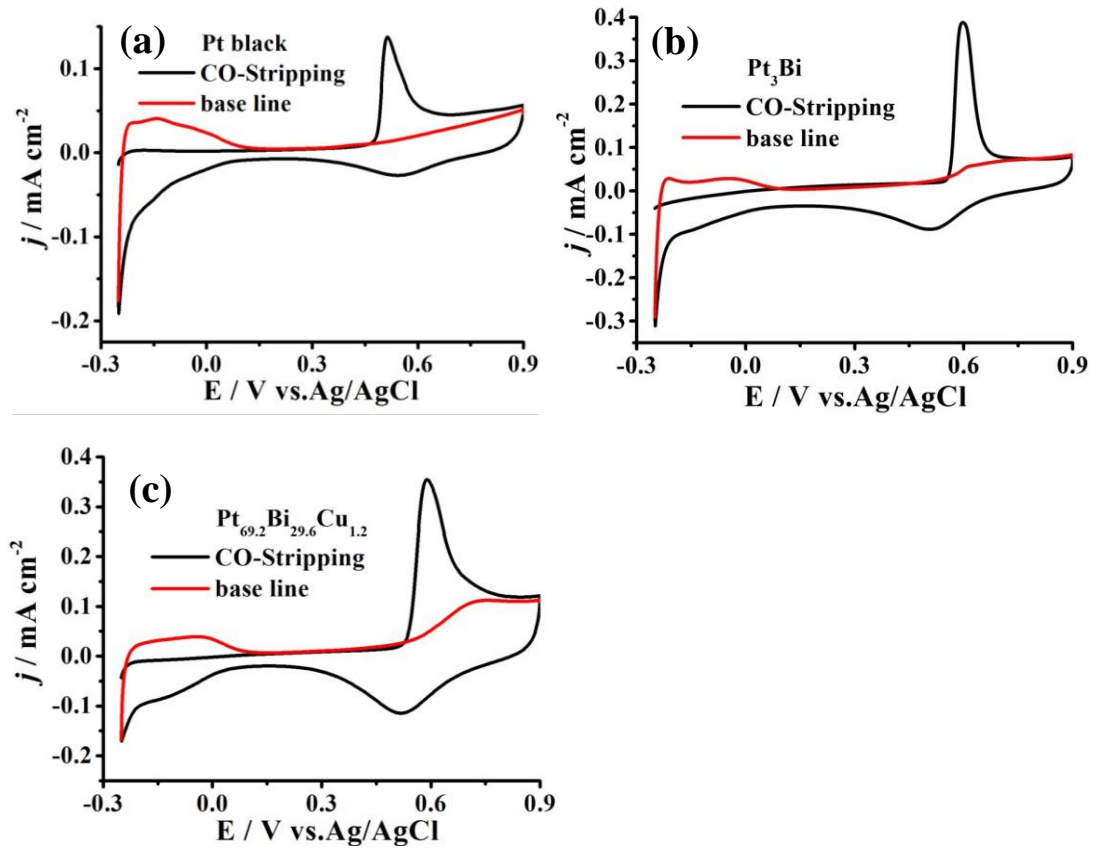 (a)
Pt black
CO-Stripping
base line
0.1
0.0
-0.1
-0.2
j / mA cm-2
-0.3
0.0
0.3
0.6
0.9
E / V vs.Ag/AgCl
(b)
Pt3Bi
CO-Stripping
base line
0.4
0.3
0.2
0.1
0.0
-0.1
-0.2
-0.3
j / mA cm-2
-0.3
0.0
0.3
0.6
0.9
E / V vs.Ag/AgCl
(c)
Pt69.2Bi29.6Cu1.2
CO-Stripping
base line
0.4
0.3
0.2
0.1
0.0
-0.1
-0.2
j / mA cm-2
-0.3
0.0
0.3
0.6
0.9
E / V vs.Ag/AgCl